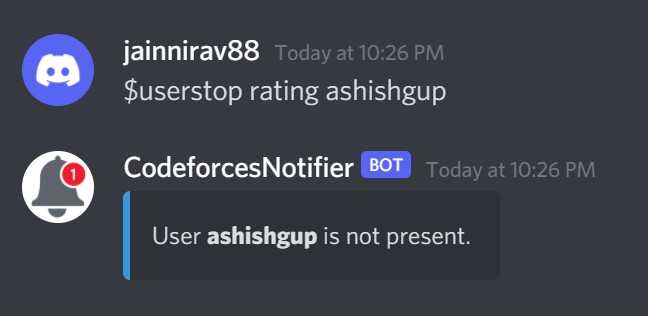 jainnirav88 Today at 10:26 PM
$userstop rating ashishgup
1
CodeforcesNotifier BOT Today at 10:26 PM
User ashishgup is not present.